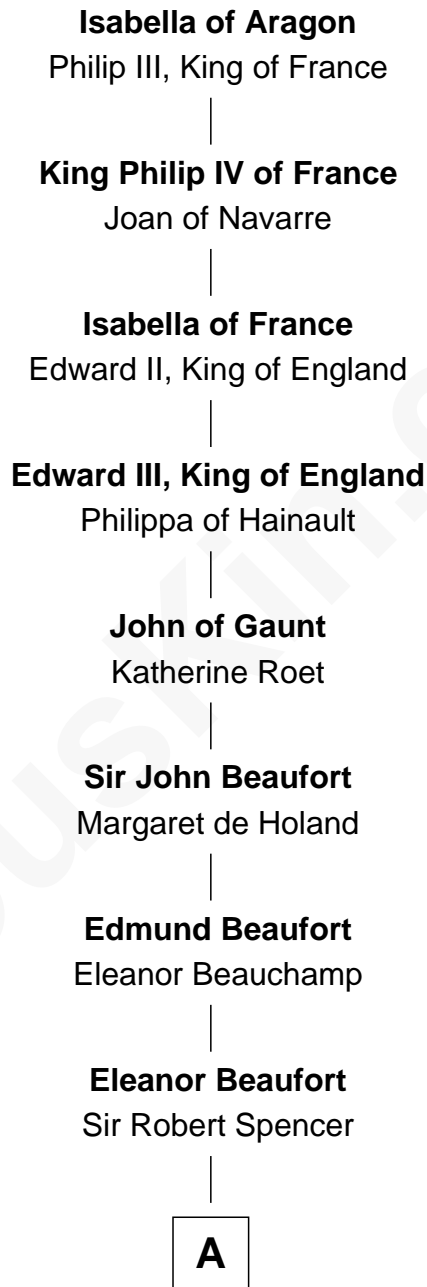 Isabella of Aragon
Philip III, King of France
King Philip IV of France
Joan of Navarre
Isabella of France
Edward II, King of England
Edward III, King of England
Philippa of Hainault
John of Gaunt
Katherine Roet
Sir John Beaufort
Margaret de Holand
Edmund Beaufort
Eleanor Beauchamp
Eleanor Beaufort
Sir Robert Spencer
A